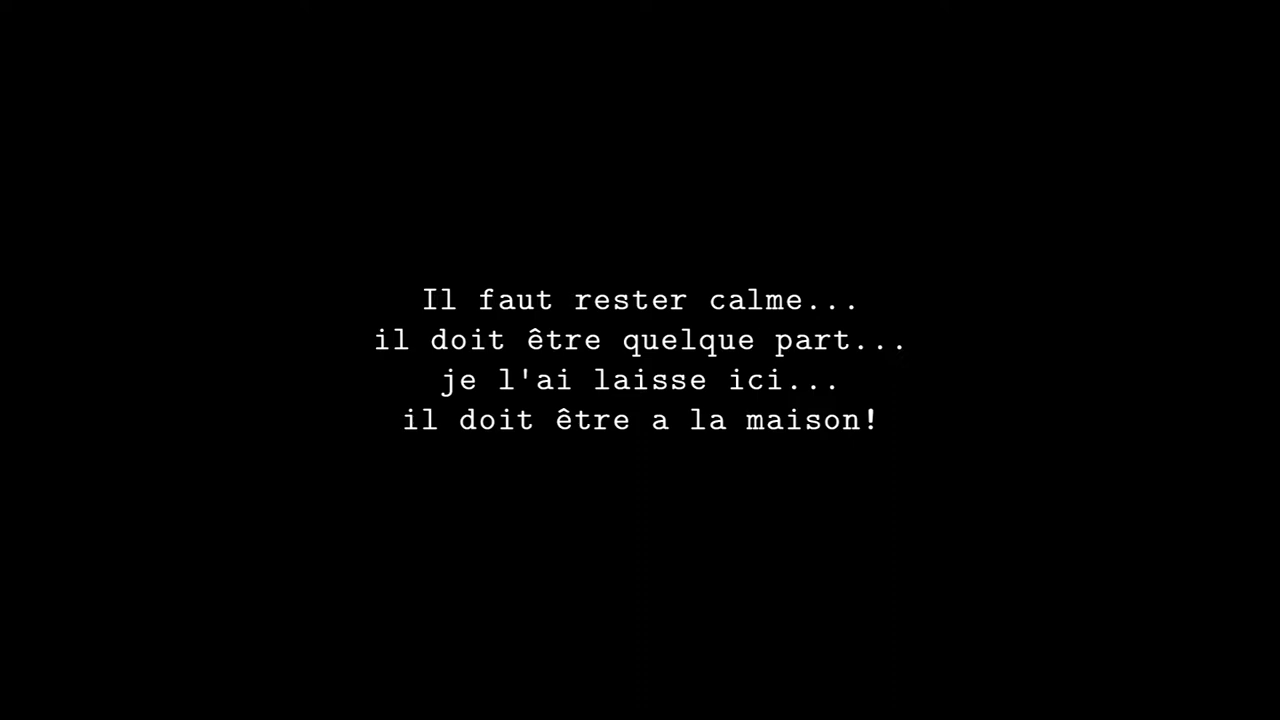 Il faut rester calme...
il doit être quelque part...
je l'ai laisse ici...
il doit être a la maison!